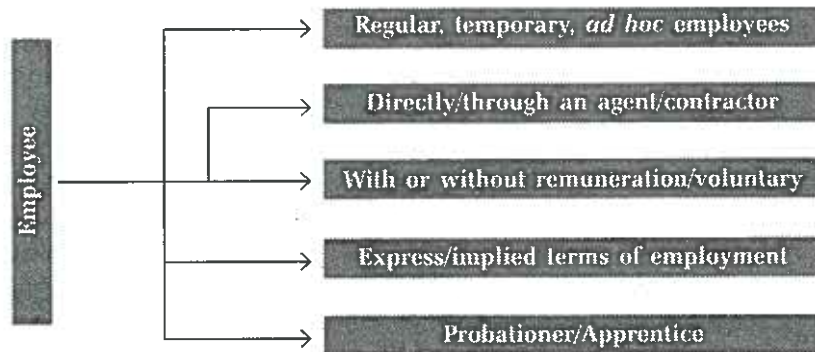 Employee
Regular, temporary, ad hoc employees
Directly/through an agent/contractor
With or without remuneration/voluntary
Express/implied terms of employment
Probationer/Apprentice